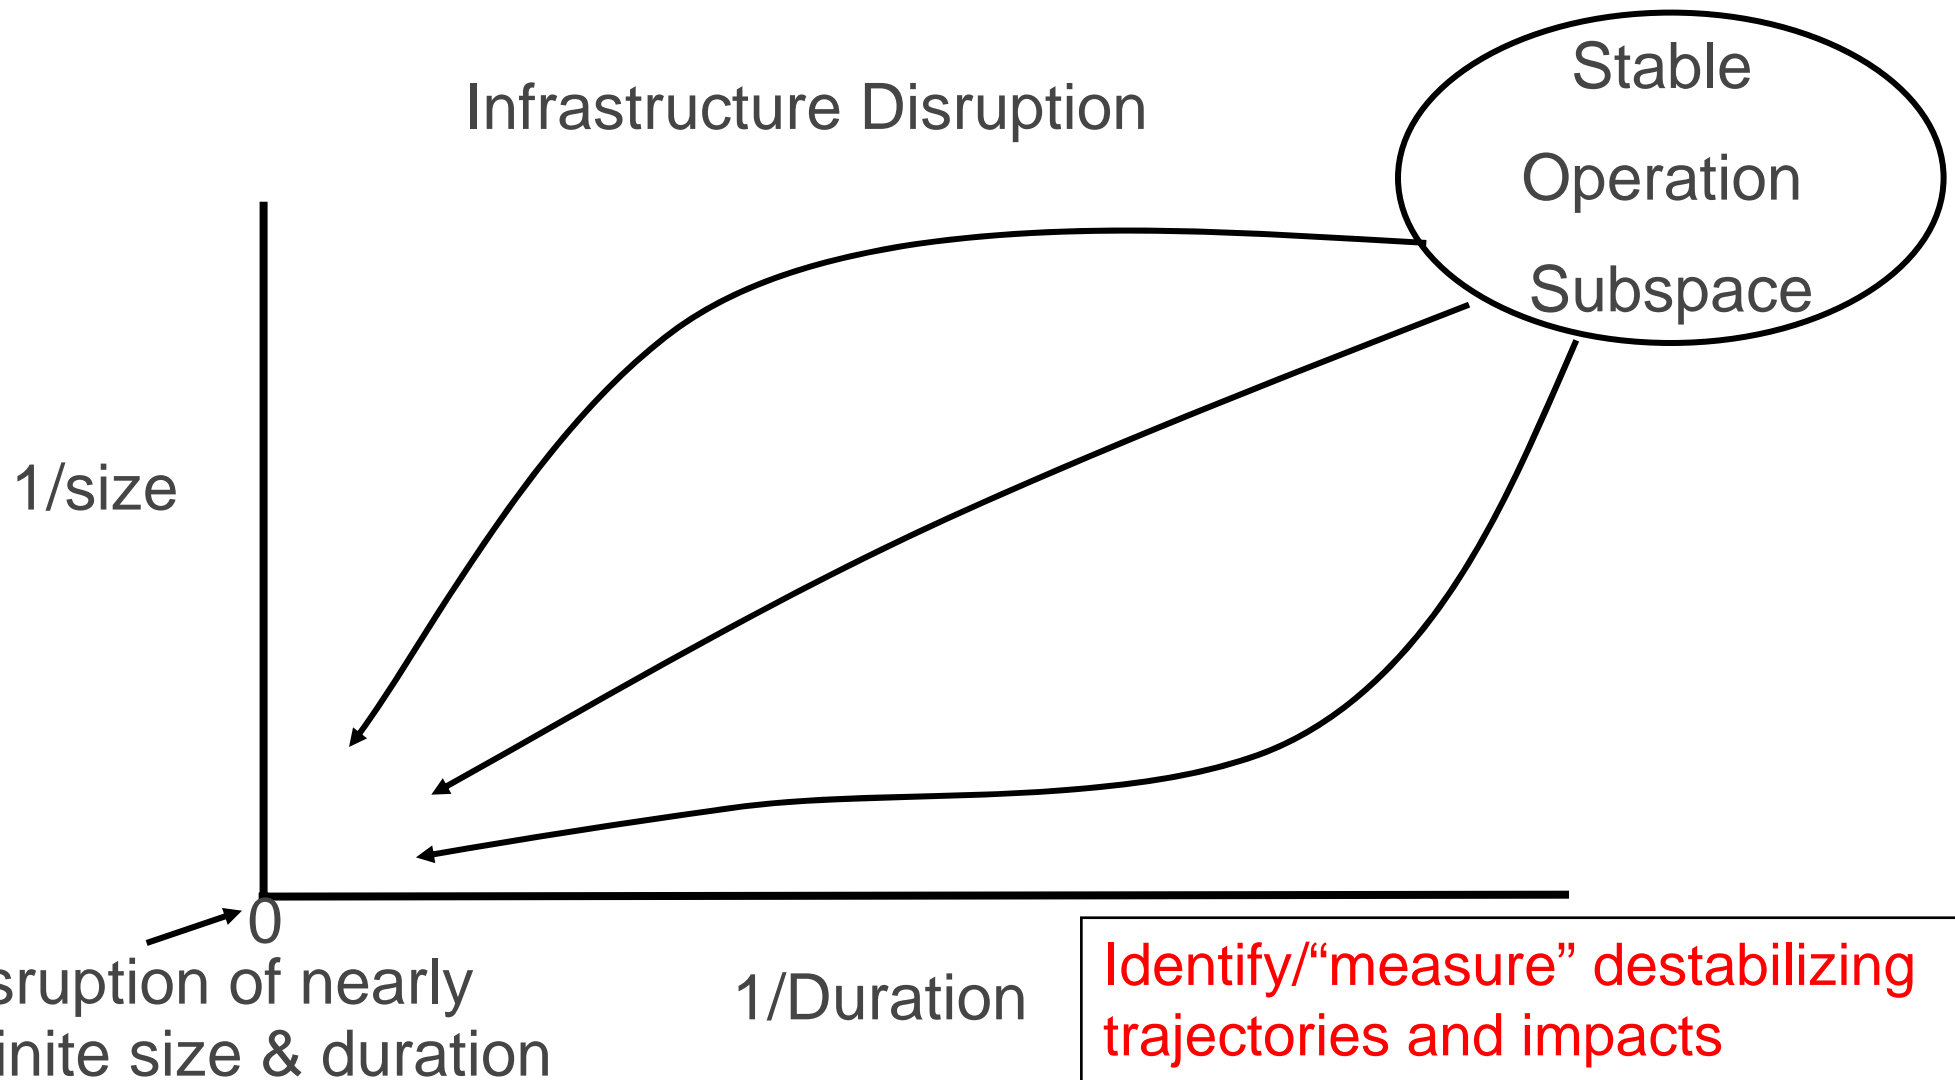 Stable
Infrastructure Disruption
Operation
Subspace
1/size
0
sruption of nearly
inite size & duration
1/Duration
Identify/“measure” destabilizing
trajectories and impacts